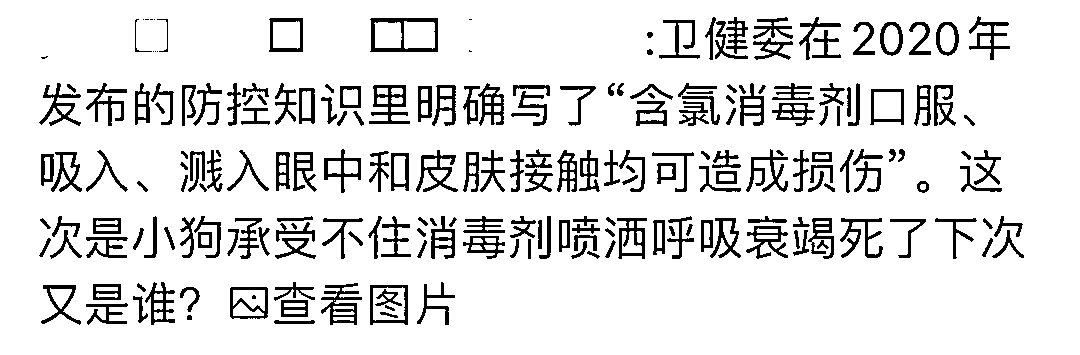 :卫健委在2020年
发布的防控知识里明确写了“含氯消毒剂口服、
吸入、溅入眼中和皮肤接触均可造成损伤”。这
次是小狗承受不住消毒剂喷洒呼吸衰竭死了下次
又是谁？查看图片